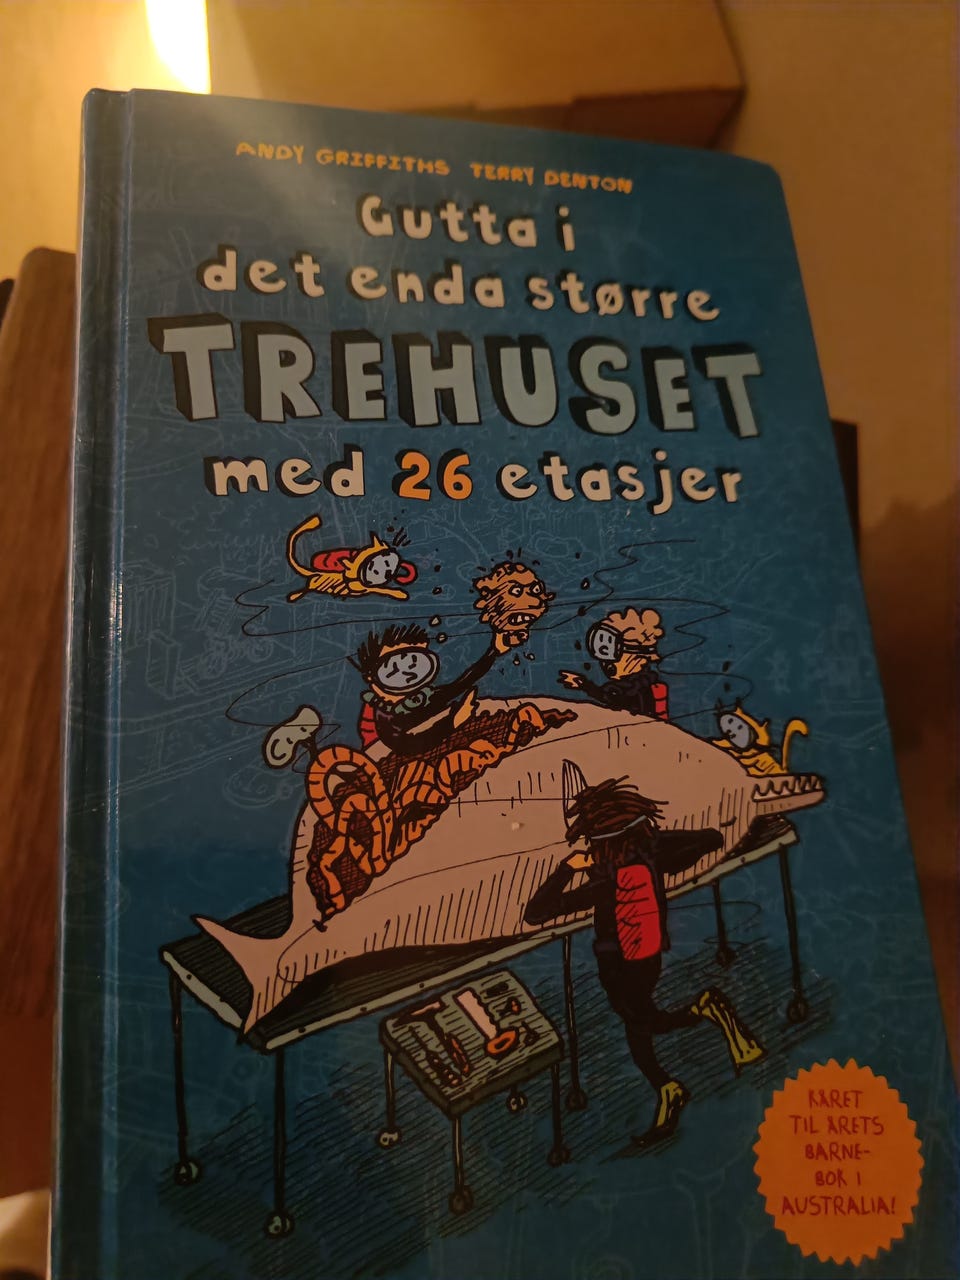 ANDY GRIFFITHS TERRY DENTON
Gutta i
det enda større
TREHUSET
med 26 etasjer
KÅRET
TIL ÅRETS
BARNE-
BOK I
AUSTRALIA!